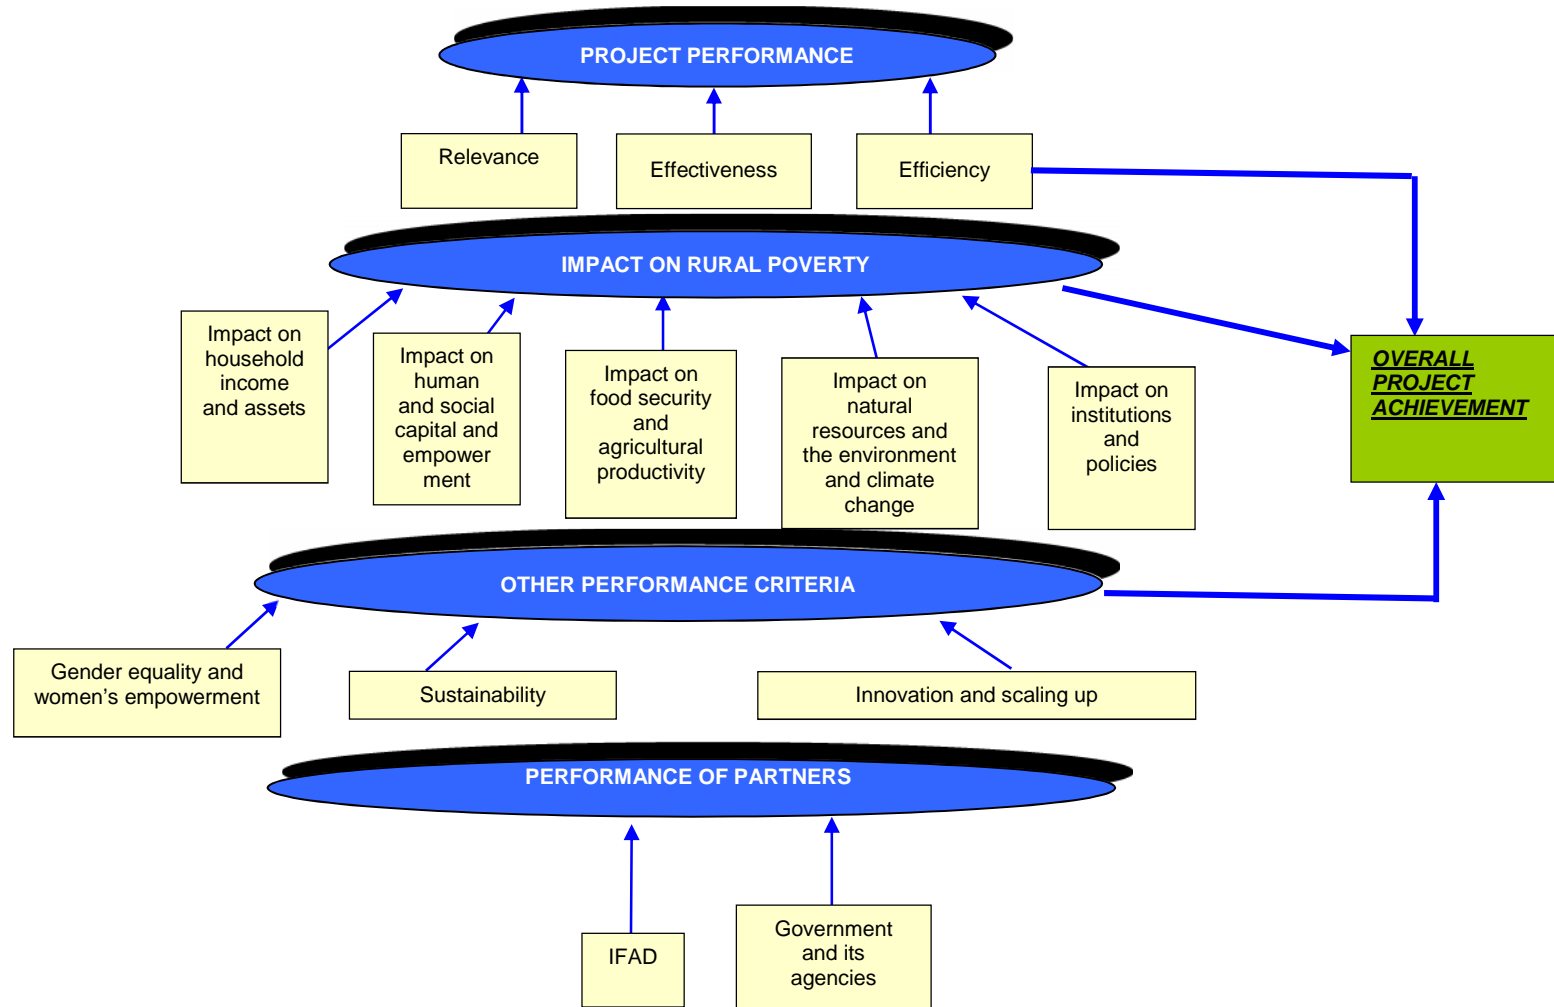 PROJECT PERFORMANCE
Relevance
Effectiveness
Efficiency
IMPACT ON RURAL POVERTY
Impact on
household
income
and assets
Impact on
human
and social
capital and
empower
ment
Impact on
food security
and
agricultural
productivity
Impact on
natural
resources and
the environment
and climate
change
Impact on
institutions
and
policies
OVERALL
PROJECT
ACHIEVEMENT
OTHER PERFORMANCE CRITERIA
Gender equality and
women’s empowerment
Sustainability
Innovation and scaling up
PERFORMANCE OF PARTNERS
IFAD
Government
and its
agencies